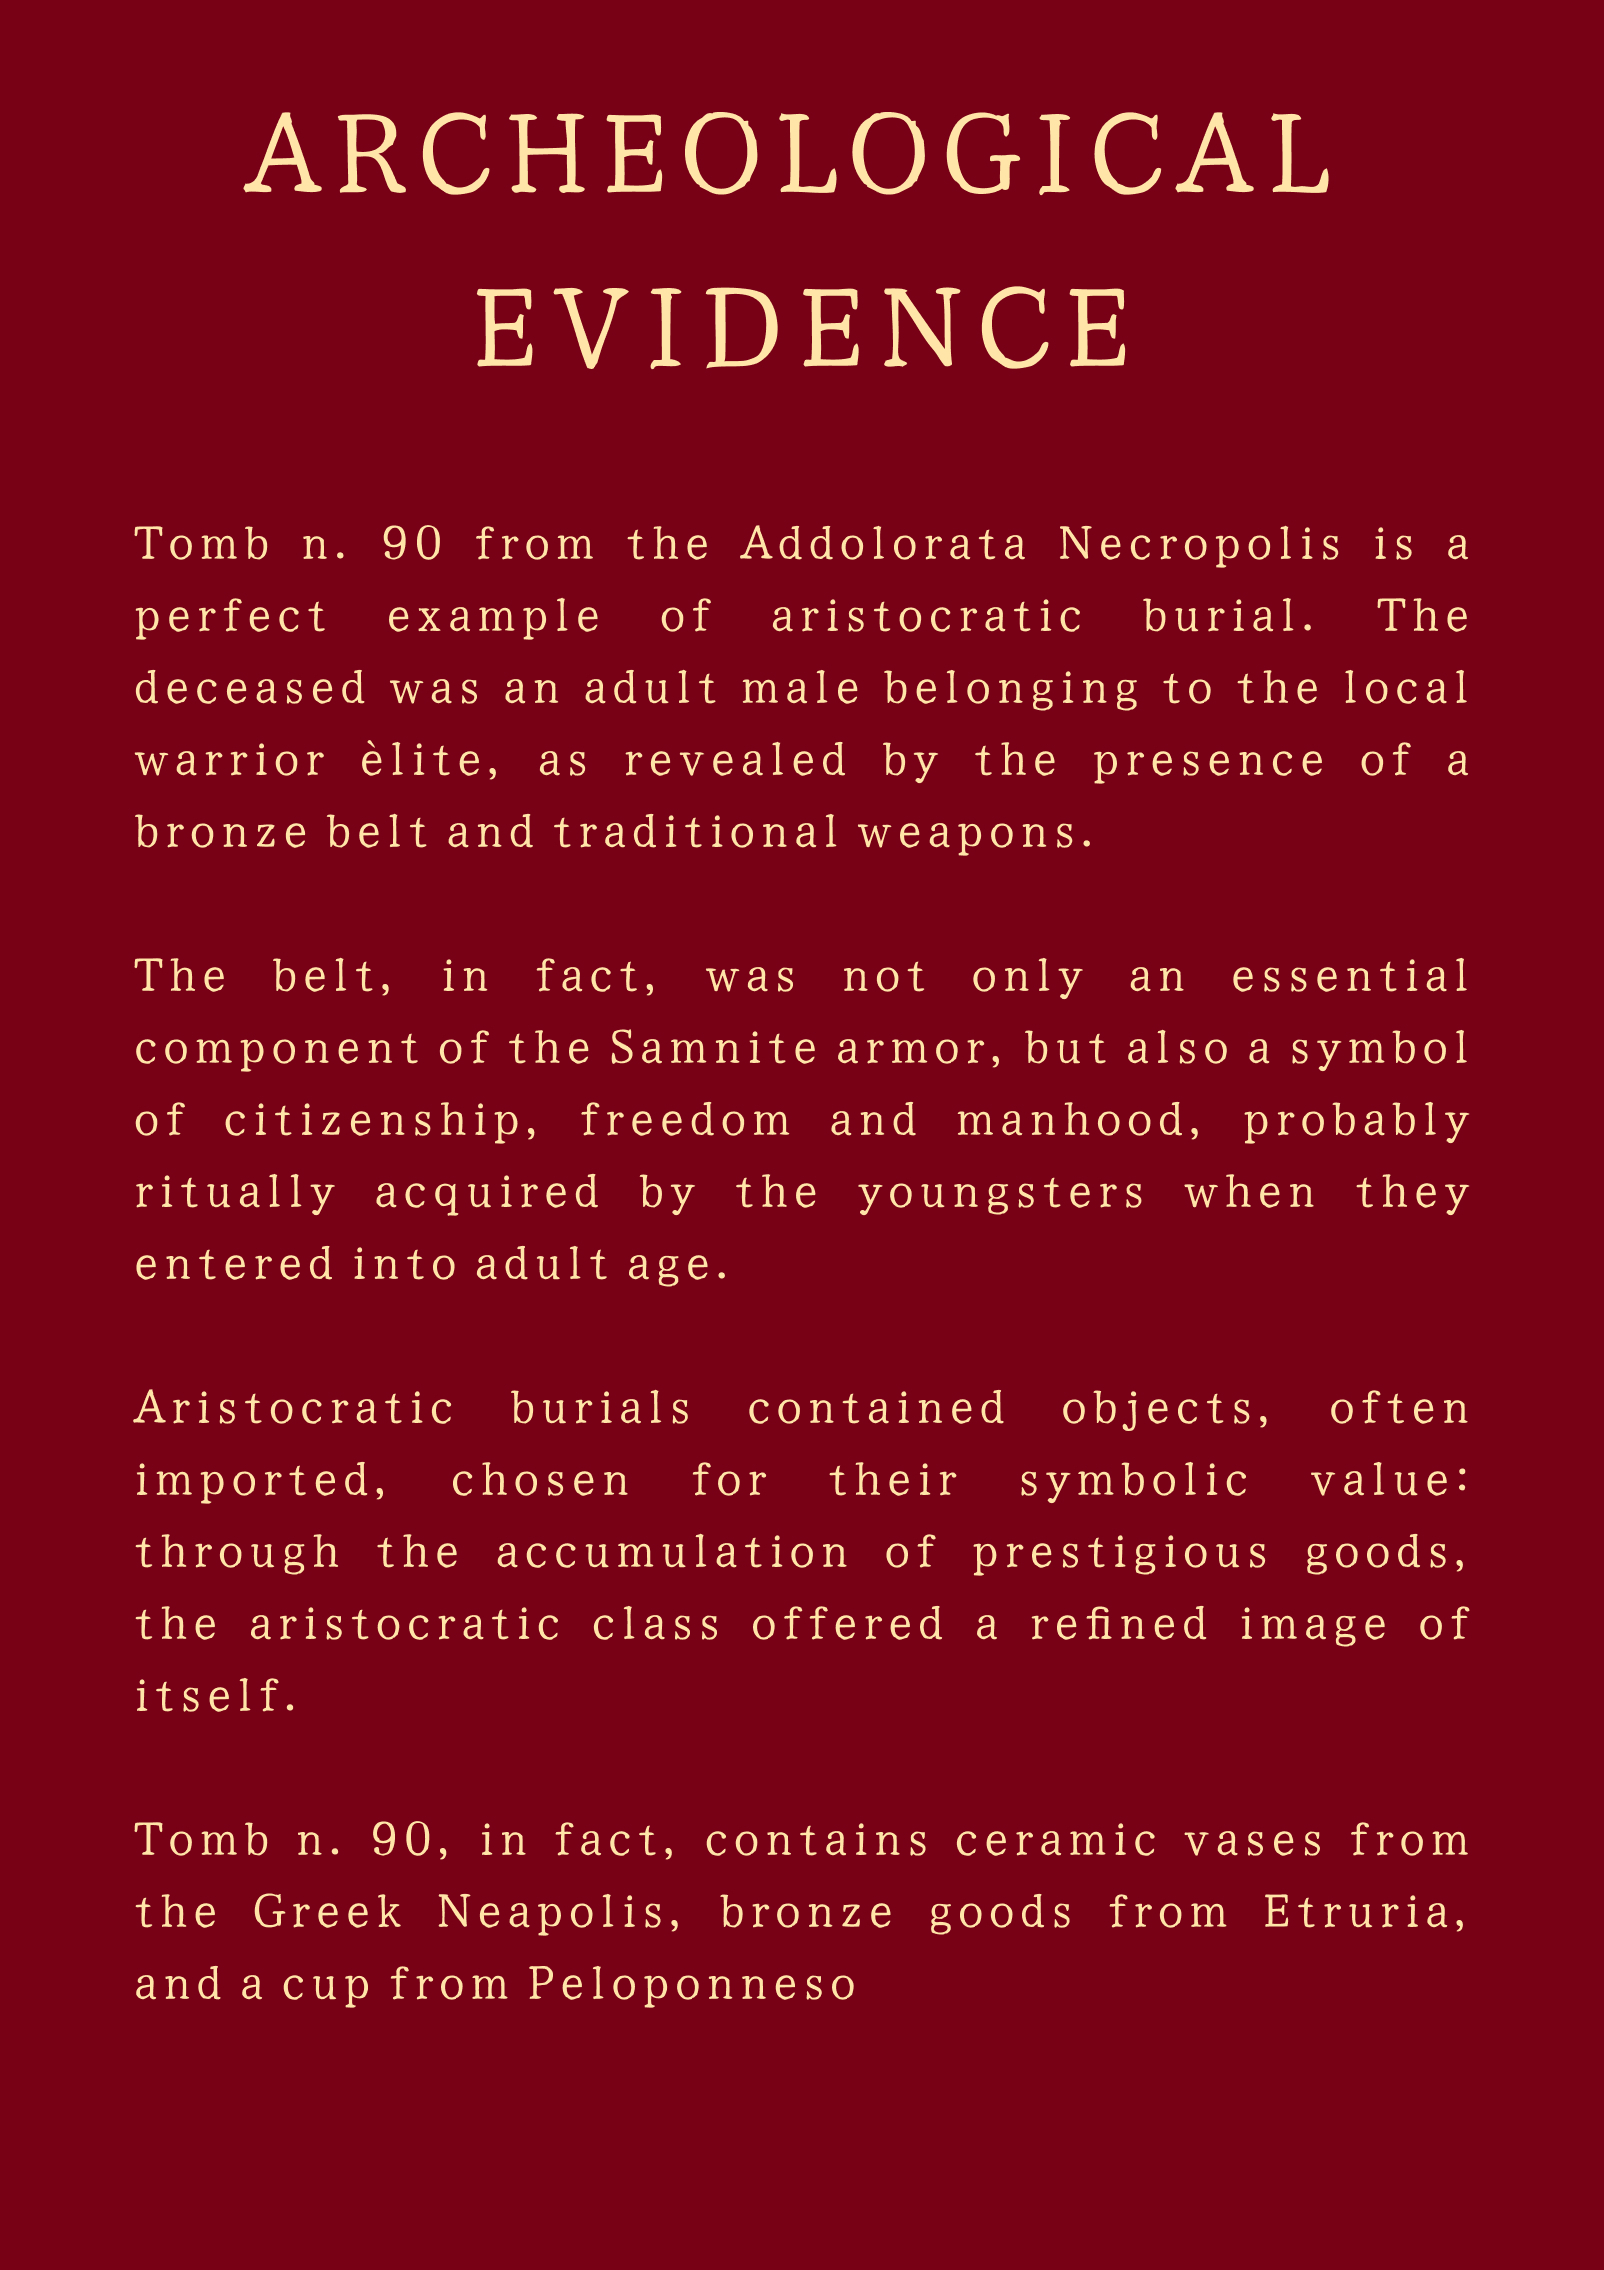 ARCHEOLOGICAL
EVIDENCE
Tomb n. 90 from the Addolorata Necropolis is a
perfect example of aristocratic burial. The
deceased was an adult male belonging to the local
warrior èlite, as revealed by the presence of a
bronze belt and traditional weapons.
The belt, in fact, was not only an essential
component of the Samnite armor, but also a symbol
of citizenship, freedom and manhood, probably
ritually acquired by the youngsters when they
entered into adult age.
Aristocratic burials contained objects, often
imported, chosen for their symbolic value:
through the accumulation of prestigious goods,
the aristocratic class offered a refined image of
itself.
Tomb n. 90, in fact, contains ceramic vases from
the Greek Neapolis, bronze goods from Etruria,
and a cup from Peloponneso